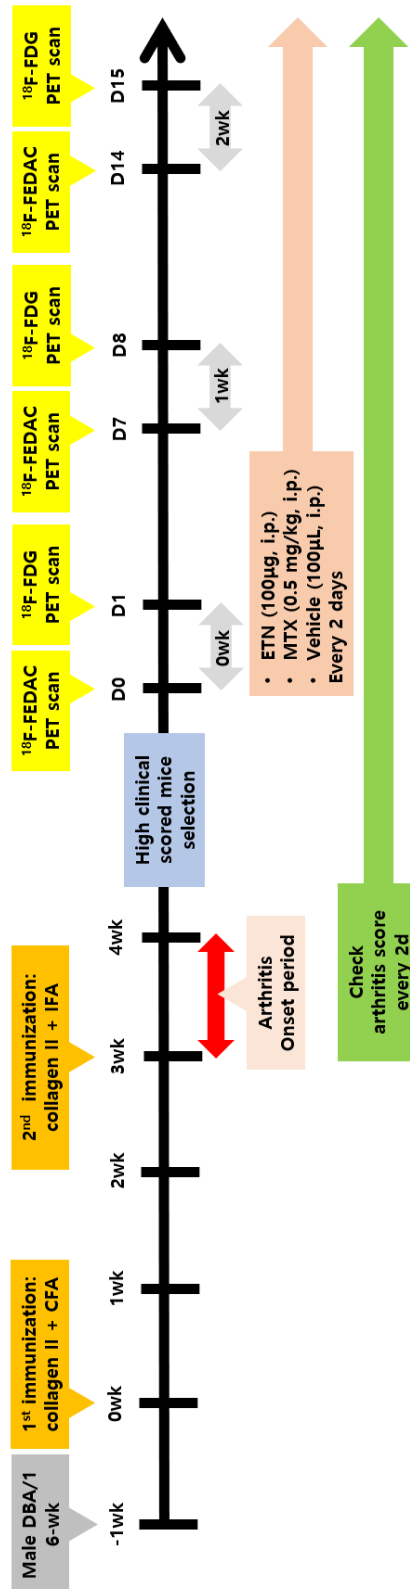 Male DBA/1
6-wk
1st immunization:
collagen II + CFA
2nd immunization:
collagen II + IFA
18F-FEDAC
PET scan
18F-FDG
PET scan
18F-FEDAC
PET scan
18F-FDG
PET scan
18F-FEDAC
PET scan
18F-FDG
PET scan
-1wk
0wk
1wk
2wk
3wk
4wk
D0
D1
D7
D8
D14
D15
High clinical
scored mice
selection
0wk
1wk
2wk
Arthritis
Onset period
• ETN (100µg, i.p.)
• MTX (0.5 mg/kg, i.p.)
• Vehicle (100µL, i.p.)
Every 2 days
Check
arthritis score
every 2d